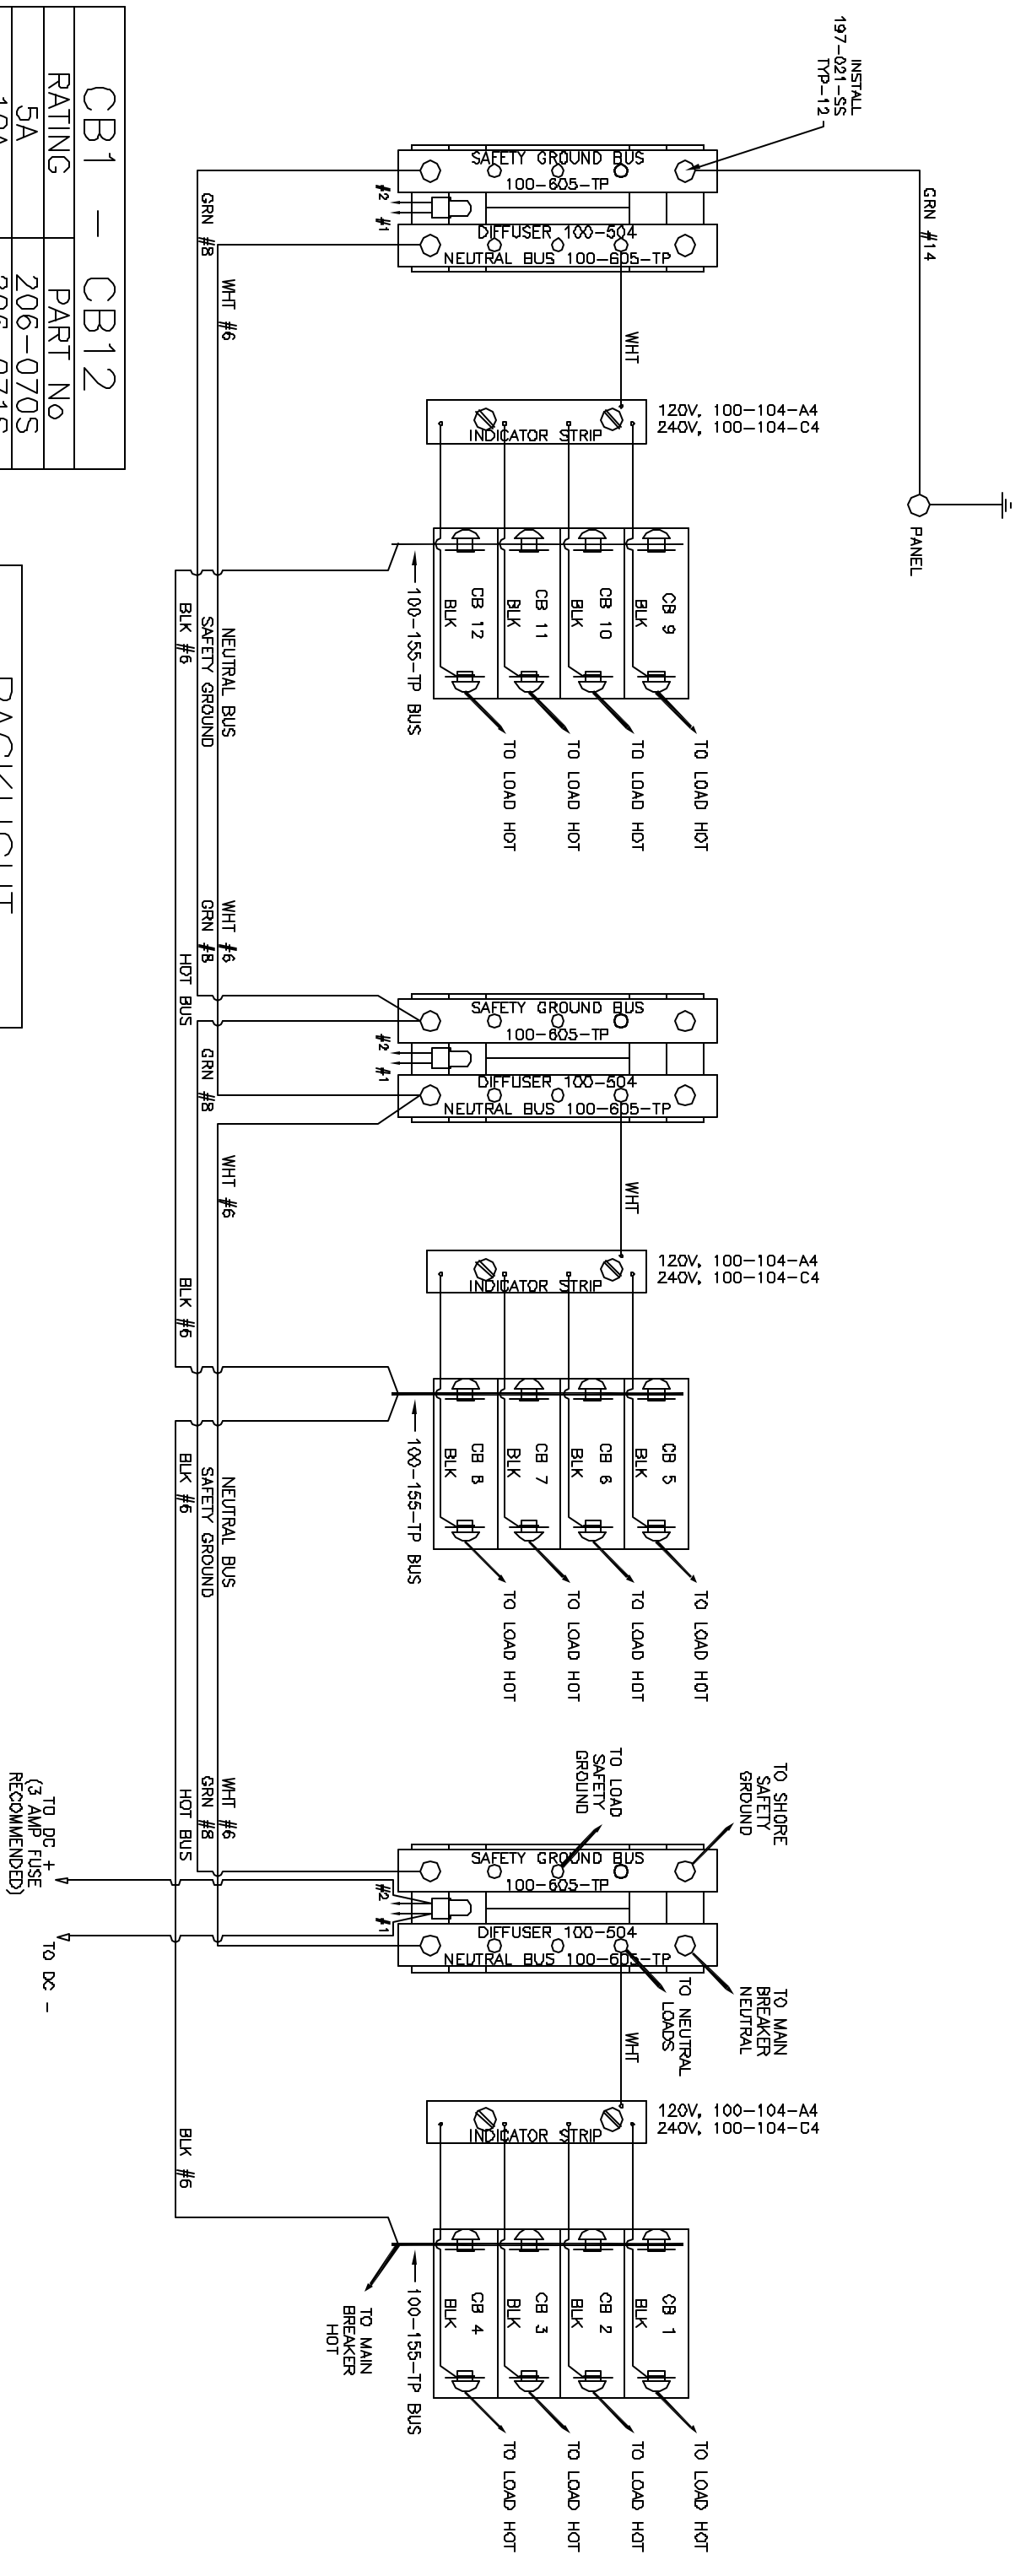 INSTALL
197-021-SS
TYP-12
GRN #14
PANEL
SAFETY GROUND BUS
100-605-TP
#2
#1
DIFFUSER 100-504
NEUTRAL BUS 100-605-TP
GRN #8
WHT #6
WHT
120V, 100-104-A4
240V, 100-104-C4
INDICATOR STRIP
CB 9
CB 10
CB 11
CB 12
BLK
BLK
BLK
BLK
100-155-TP BUS
TO LOAD HOT
TO LOAD HOT
TO LOAD HOT
TO LOAD HOT
NEUTRAL BUS
SAFETY GROUND
BLK #6
WHT #6
GRN #8
HOT BUS
SAFETY GROUND BUS
100-605-TP
#2
#1
DIFFUSER 100-504
NEUTRAL BUS 100-605-TP
GRN #8
WHT #6
WHT
120V, 100-104-A4
240V, 100-104-C4
INDICATOR STRIP
BLK #6
CB 5
CB 6
CB 7
CB 8
BLK
BLK
BLK
BLK
100-155-TP BUS
TO LOAD HOT
TO LOAD HOT
TO LOAD HOT
TO LOAD HOT
NEUTRAL BUS
SAFETY GROUND
BLK #6
WHT #6
GRN #8
HOT BUS
TO SHORE
SAFETY
GROUND
TO LOAD
SAFETY
GROUND
SAFETY GROUND BUS
100-605-TP
#2
#1
DIFFUSER 100-504
NEUTRAL BUS 100-605-TP
TO MAIN
BREAKER
NEUTRAL
TO NEUTRAL
LOADS
TO DC +
(3 AMP FUSE
RECOMMENDED)
TO DC -
WHT
120V, 100-104-A4
240V, 100-104-C4
INDICATOR STRIP
BLK #6
CB 1
CB 2
CB 3
CB 4
BLK
BLK
BLK
BLK
100-155-TP BUS
TO MAIN
BREAKER
HOT
TO LOAD HOT
TO LOAD HOT
TO LOAD HOT
TO LOAD HOT
CB1 - CB12
RATING PART No
5A 206-070S
10A 206-071S
BACKLIGHT